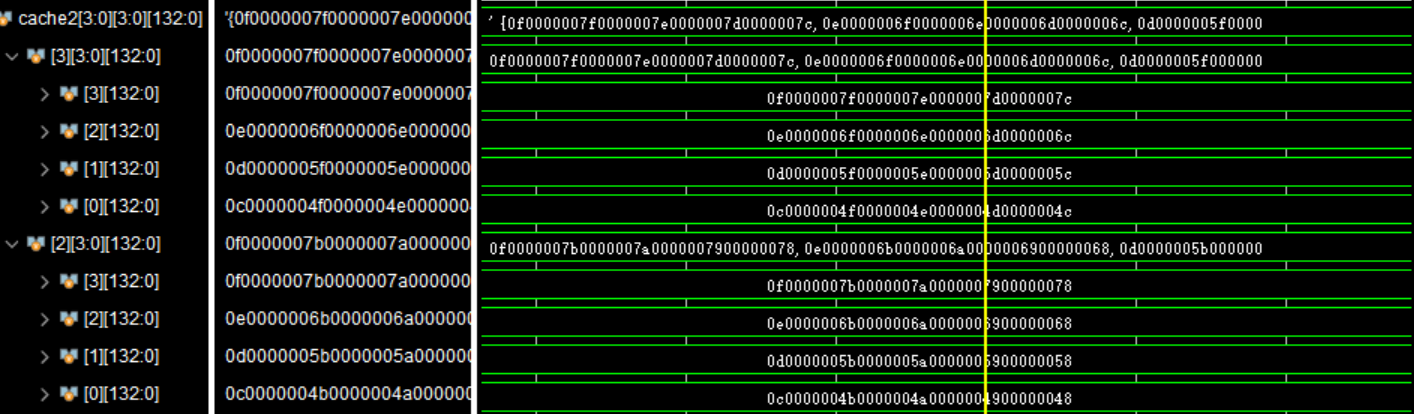 cache2[3:0][3:0][132:0] '{0f0000007f0000007e0000007d0000007c '{0f0000007f0000007e0000007d0000007c, 0e0000006f0000006e0000006d0000006c, 0d0000005f0000
[3][3:0][132:0] 0f0000007f0000007e0000007 0f0000007f0000007e0000007d0000007c, 0e0000006f0000006e0000006d0000006c, 0d0000005f000000
[3][132:0] 0f0000007f0000007e0000007 0f0000007f0000007e0000007d0000007c
[2][132:0] 0e0000006f0000006e000000 0e0000006f0000006e0000006d0000006c
[1][132:0] 0d0000005f0000005e000000 0d0000005f0000005e0000005d0000005c
[0][132:0] 0c0000004f0000004e000000 0c0000004f0000004e0000004d0000004c
[2][3:0][132:0] 0f0000007b0000007a000000 0f0000007b0000007a0000007900000078, 0e0000006b0000006a0000006900000068, 0d0000005b000000
[3][132:0] 0f0000007b0000007a000000 0f0000007b0000007a0000007900000078
[2][132:0] 0e0000006b0000006a000000 0e0000006b0000006a0000006900000068
[1][132:0] 0d0000005b0000005a000000 0d0000005b0000005a0000005900000058
[0][132:0] 0c0000004b0000004a000000 0c0000004b0000004a0000004900000048